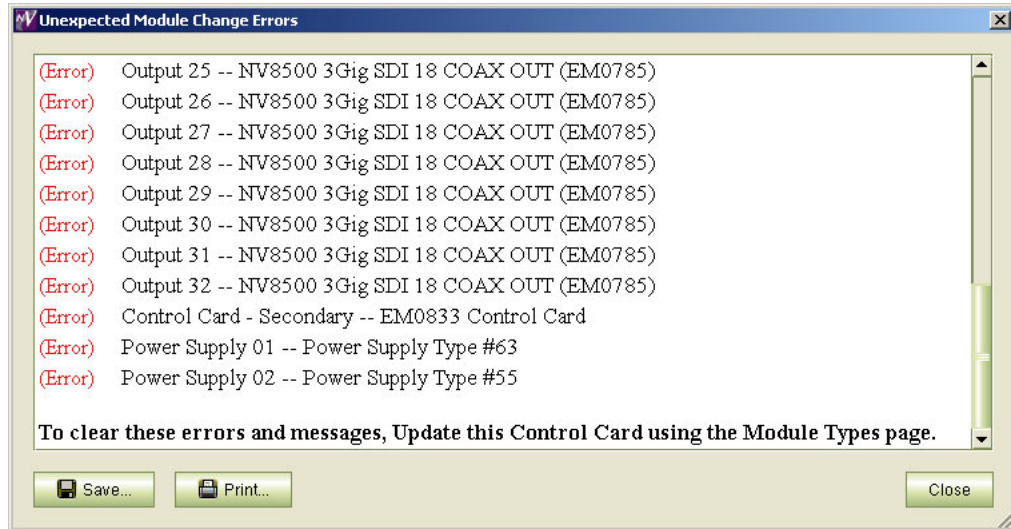 Unexpected Module Change Errors
(Error) Output 25 -- NV8500 3Gig SDI 18 COAX OUT (EM0785)
(Error) Output 26 -- NV8500 3Gig SDI 18 COAX OUT (EM0785)
(Error) Output 27 -- NV8500 3Gig SDI 18 COAX OUT (EM0785)
(Error) Output 28 -- NV8500 3Gig SDI 18 COAX OUT (EM0785)
(Error) Output 29 -- NV8500 3Gig SDI 18 COAX OUT (EM0785)
(Error) Output 30 -- NV8500 3Gig SDI 18 COAX OUT (EM0785)
(Error) Output 31 -- NV8500 3Gig SDI 18 COAX OUT (EM0785)
(Error) Output 32 -- NV8500 3Gig SDI 18 COAX OUT (EM0785)
(Error) Control Card - Secondary -- EM0833 Control Card
(Error) Power Supply 01 -- Power Supply Type #63
(Error) Power Supply 02 -- Power Supply Type #55
To clear these errors and messages, Update this Control Card using the Module Types page.
Save... Print... Close